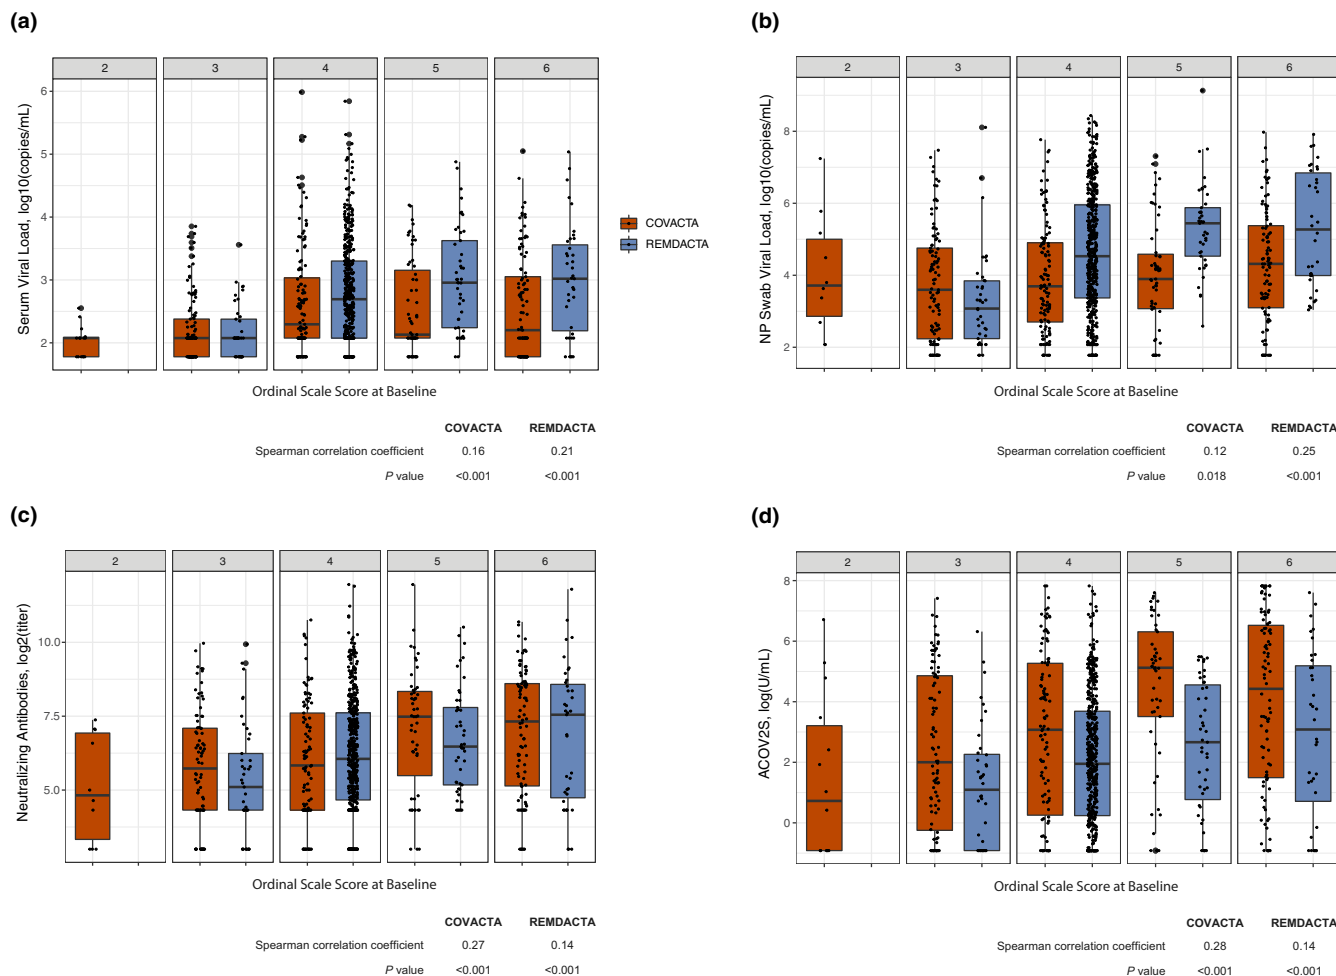 (a)
2 3 4 5 6
Serum Viral Load, log10(copies/mL)
6
5
4
3
2
Ordinal Scale Score at Baseline
COVACTA
REMDACTA
COVACTA REMDACTA
Spearman correlation coefficient 0.16 0.21
P value <0.001 <0.001
(b)
2 3 4 5 6
NP Swab Viral Load, log10(copies/mL)
8
6
4
2
Ordinal Scale Score at Baseline
COVACTA REMDACTA
Spearman correlation coefficient 0.12 0.25
P value 0.018 <0.001
(c)
2 3 4 5 6
Neutralizing Antibodies, log2(titer)
10.0
7.5
5.0
Ordinal Scale Score at Baseline
COVACTA REMDACTA
Spearman correlation coefficient 0.27 0.14
P value <0.001 <0.001
(d)
2 3 4 5 6
ACOV2S, log(U/mL)
8
6
4
2
0
Ordinal Scale Score at Baseline
COVACTA REMDACTA
Spearman correlation coefficient 0.28 0.14
P value <0.001 <0.001